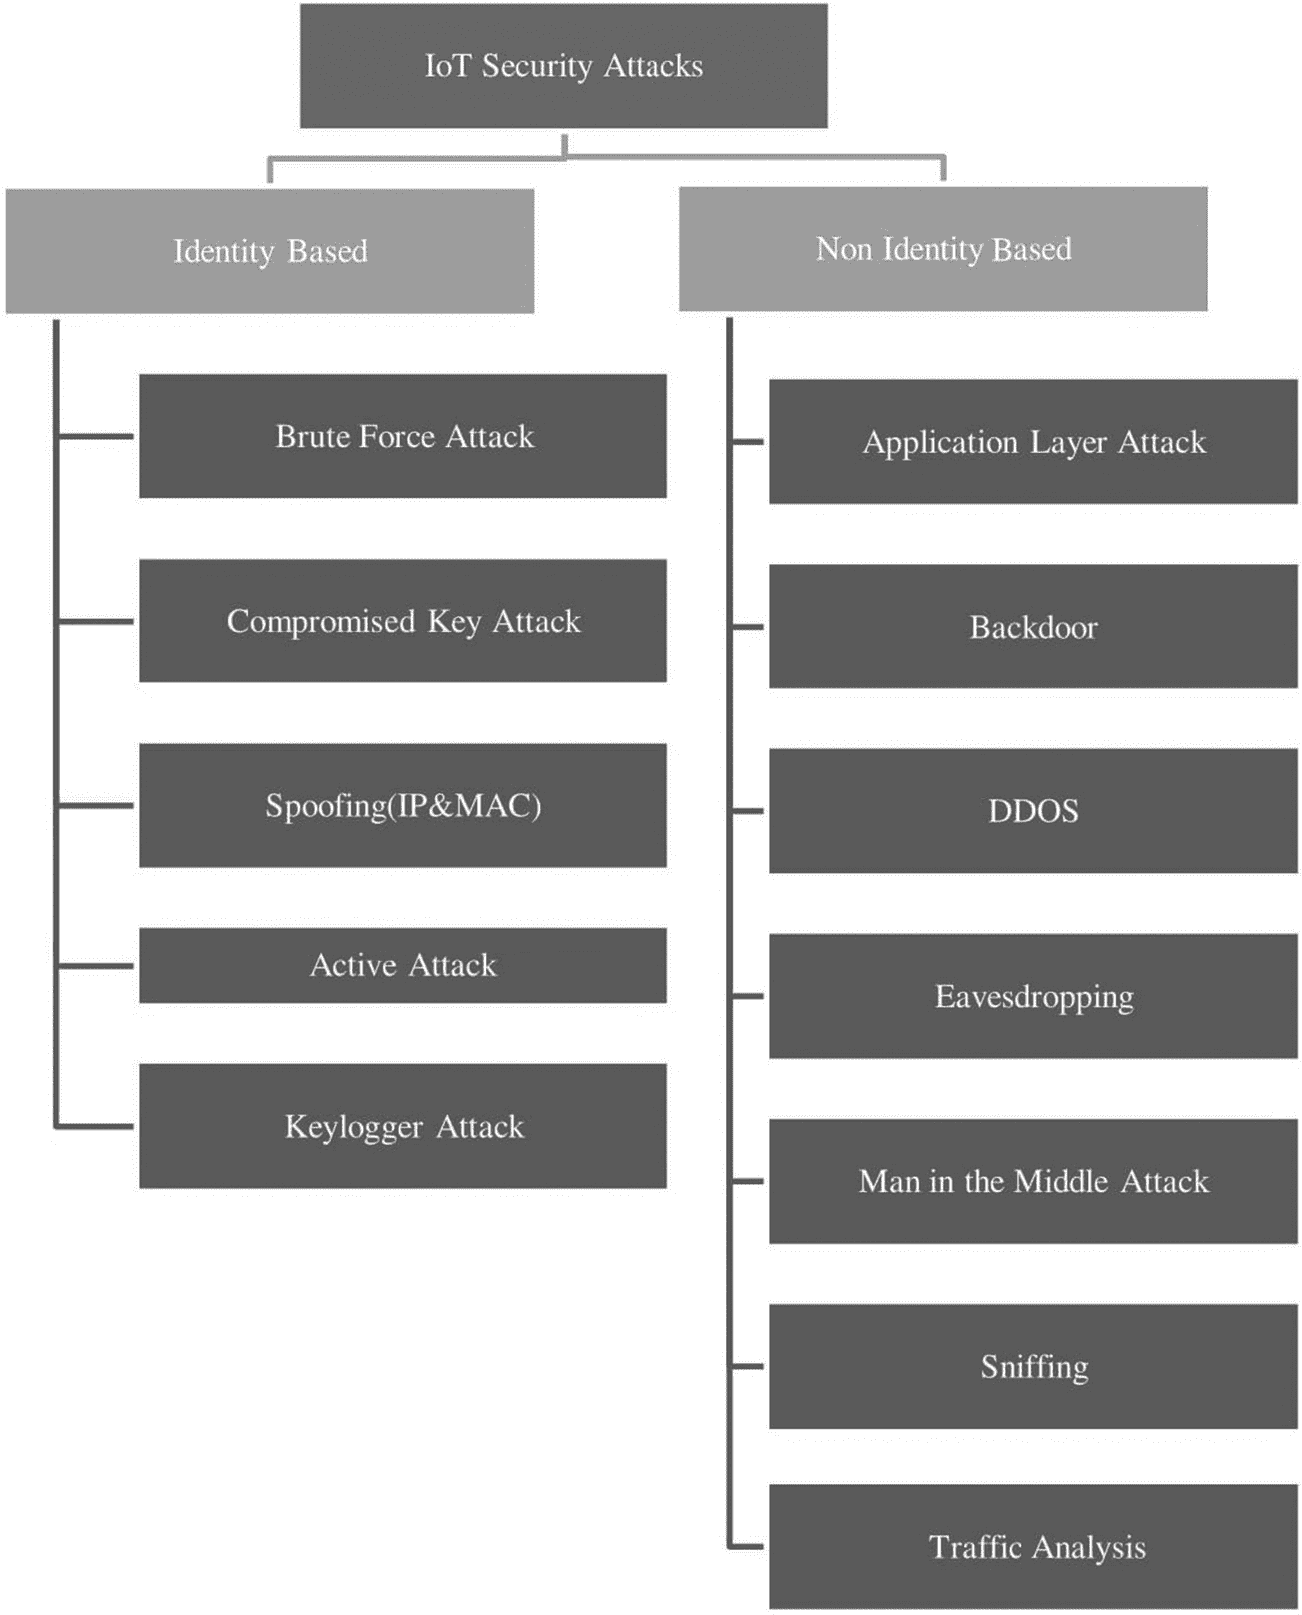 IoT Security Attacks
Identity Based
Brute Force Attack
Compromised Key Attack
Spoofing(IP&MAC)
Active Attack
Keylogger Attack
Non Identity Based
Application Layer Attack
Backdoor
DDOS
Eavesdropping
Man in the Middle Attack
Sniffing
Traffic Analysis